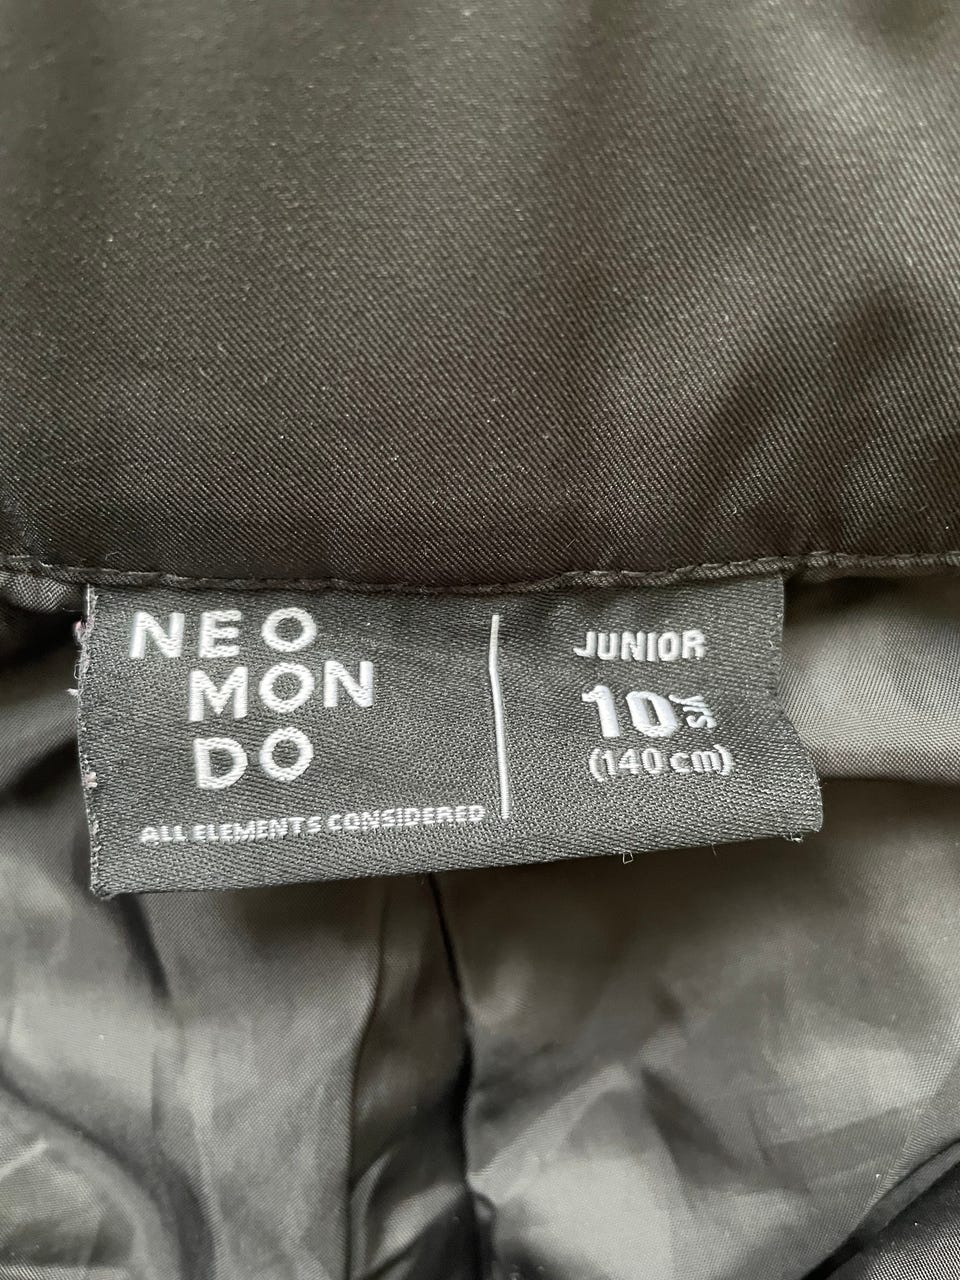 NEO
MON
DO
ALL ELEMENTS CONSIDERED
JUNIOR
10 yrs
(140 cm)